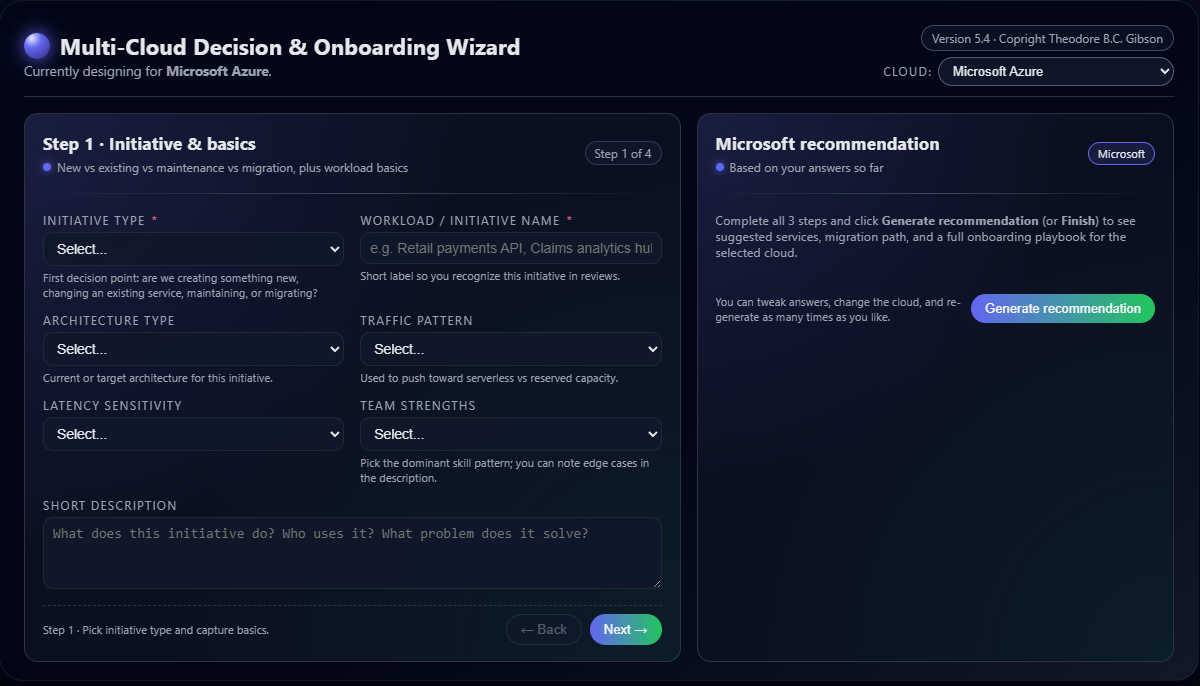 Multi-Cloud Decision & Onboarding Wizard
Currently designing for Microsoft Azure.
Version 5.4 · Copright Theodore B.C. Gibson
CLOUD: Microsoft Azure
Step 1 · Initiative & basics
New vs existing vs maintenance vs migration, plus workload basics
Step 1 of 4
INITIATIVE TYPE *
Select...
First decision point: are we creating something new,
changing an existing service, maintaining, or migrating?
WORKLOAD / INITIATIVE NAME *
e.g. Retail payments API, Claims analytics hul
Short label so you recognize this initiative in reviews.
ARCHITECTURE TYPE
Select...
Current or target architecture for this initiative.
TRAFFIC PATTERN
Select...
Used to push toward serverless vs reserved capacity.
LATENCY SENSITIVITY
Select...
TEAM STRENGTHS
Select...
Pick the dominant skill pattern; you can note edge cases in
the description.
SHORT DESCRIPTION
What does this initiative do? Who uses it? What problem does it solve?
Step 1 · Pick initiative type and capture basics.
← Back
Next →
Microsoft recommendation
Based on your answers so far
Microsoft
Complete all 3 steps and click Generate recommendation (or Finish) to see
suggested services, migration path, and a full onboarding playbook for the
selected cloud.
You can tweak answers, change the cloud, and re-
generate as many times as you like.
Generate recommendation